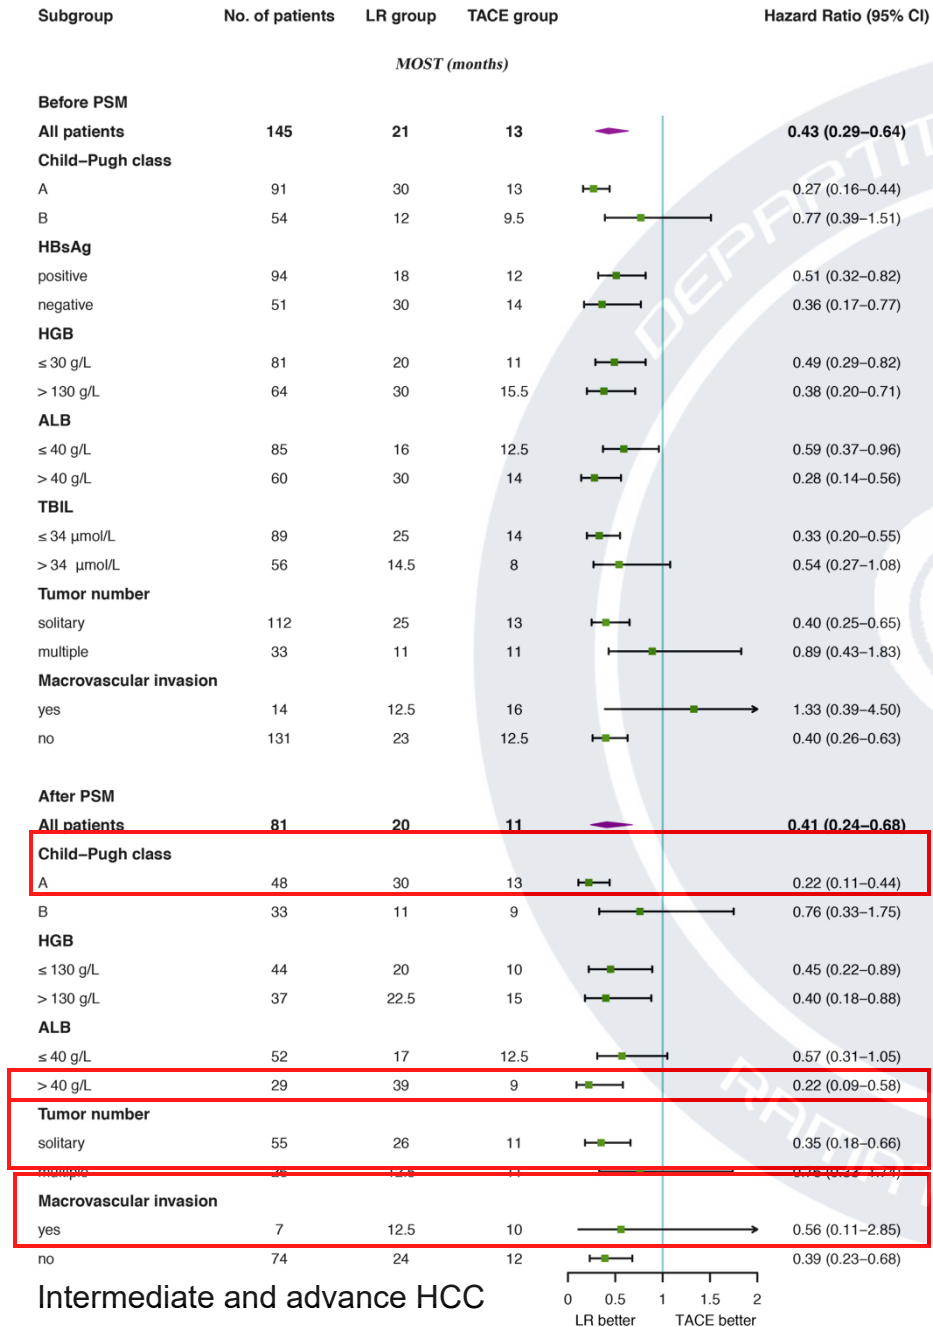 Subgroup No. of patients LR group TACE group Hazard Ratio (95% CI)
MOST (months)
Before PSM
All patients 145 21 13 0.43 (0.29–0.64)
Child–Pugh class
A 91 30 13 0.27 (0.16–0.44)
B 54 12 9.5 0.77 (0.39–1.51)
HBsAg
positive 94 18 12 0.51 (0.32–0.82)
negative 51 30 14 0.36 (0.17–0.77)
HGB
≤ 30 g/L 81 20 11 0.49 (0.29–0.82)
> 130 g/L 64 30 15.5 0.38 (0.20–0.71)
ALB
≤ 40 g/L 85 16 12.5 0.59 (0.37–0.96)
> 40 g/L 60 30 14 0.28 (0.14–0.56)
TBIL
≤ 34 μmol/L 89 25 14 0.33 (0.20–0.55)
> 34 μmol/L 56 14.5 8 0.54 (0.27–1.08)
Tumor number
solitary 112 25 13 0.40 (0.25–0.65)
multiple 33 11 11 0.89 (0.43–1.83)
Macrovascular invasion
yes 14 12.5 16 1.33 (0.39–4.50)
no 131 23 12.5 0.40 (0.26–0.63)
After PSM
All patients 81 20 11 0.41 (0.24–0.68)
Child–Pugh class
A 48 30 13 0.22 (0.11–0.44)
B 33 11 9 0.76 (0.33–1.75)
HGB
≤ 130 g/L 44 20 10 0.45 (0.22–0.89)
> 130 g/L 37 22.5 15 0.40 (0.18–0.88)
ALB
≤ 40 g/L 52 17 12.5 0.57 (0.31–1.05)
> 40 g/L 29 39 9 0.22 (0.09–0.58)
Tumor number
solitary 55 26 11 0.35 (0.18–0.66)
multiple
Macrovascular invasion
yes 7 12.5 10 0.56 (0.11–2.85)
no 74 24 12 0.39 (0.23–0.68)
Intermediate and advance HCC
0 0.5 1 1.5 2
LR better TACE better